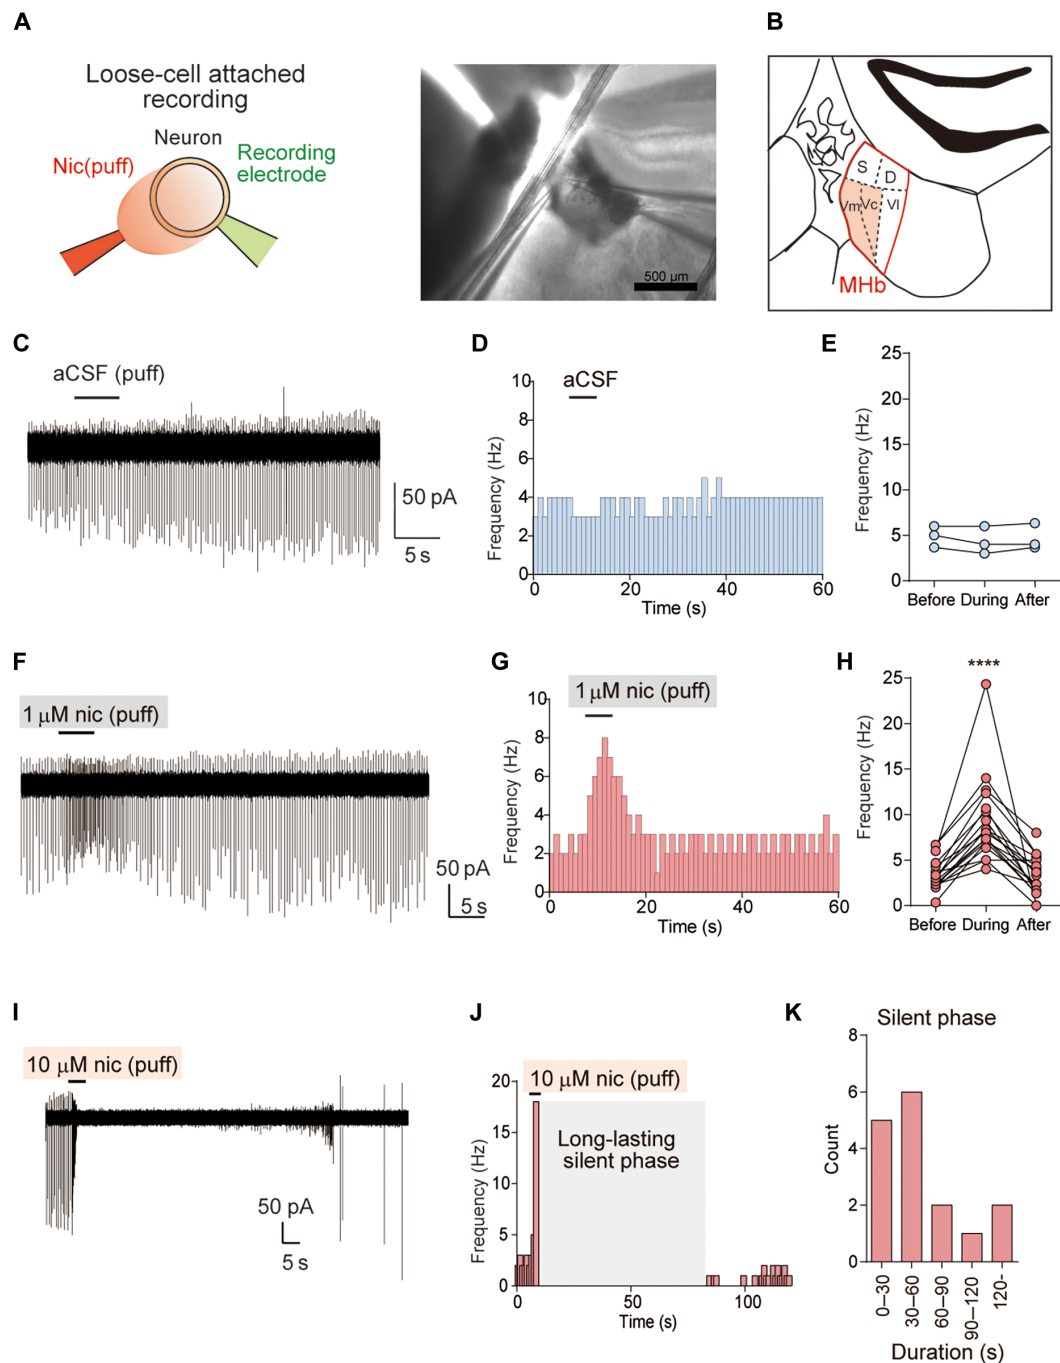 A
Loose-cell attached
recording
Neuron
Nic(puff)
Recording
electrode
500 µm
B
S
D
Vm
Vc
Vl
MHb
C
aCSF (puff)
50 pA
5 s
D
aCSF
Frequency (Hz)
10
8
6
4
2
0
0
20
40
60
Time (s)
E
Frequency (Hz)
25
20
15
10
5
0
Before
During
After
F
1 µM nic (puff)
50 pA
5 s
G
1 µM nic (puff)
Frequency (Hz)
10
8
6
4
2
0
0
20
40
60
Time (s)
H
****
Frequency (Hz)
25
20
15
10
5
0
Before
During
After
I
10 µM nic (puff)
50 pA
5 s
J
10 µM nic (puff)
Long-lasting
silent phase
Frequency (Hz)
20
15
10
5
0
0
50
100
Time (s)
K
Silent phase
Count
8
6
4
2
0
0–30
30–60
60–90
90–120
120-
Duration (s)